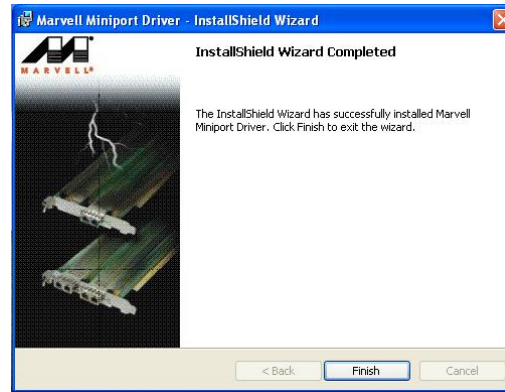 Marvell Miniport Driver - InstallShield Wizard
MARVELL®
InstallShield Wizard Completed
The InstallShield Wizard has successfully installed Marvell
Miniport Driver. Click Finish to exit the wizard.
< Back
Finish
Cancel